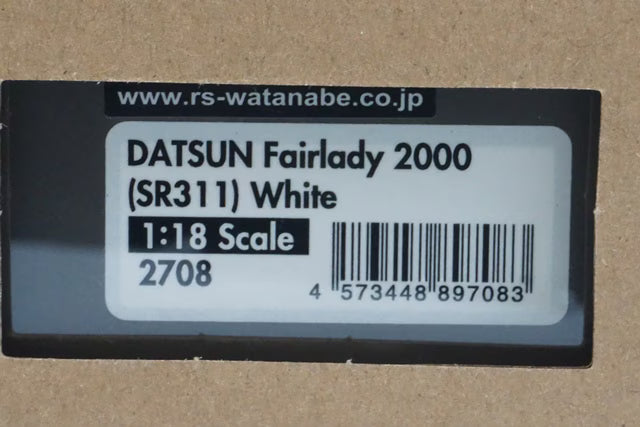 www.rs-watanabe.co.jp
DATSUN Fairlady 2000
(SR311) White
1:18 Scale
2708
4 573448 897083